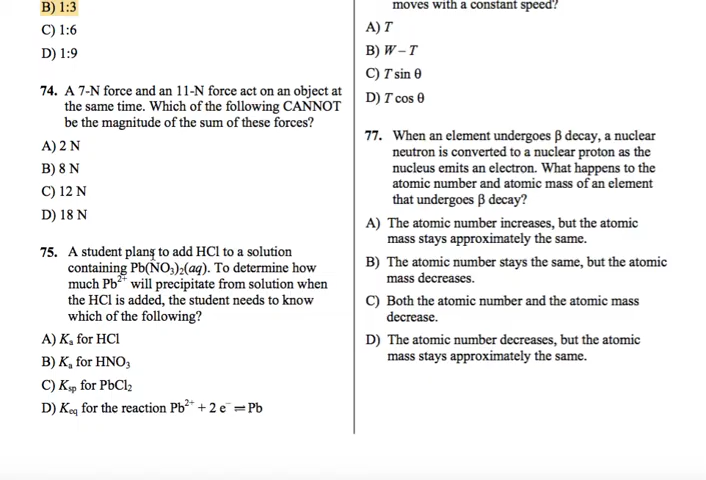 B) 1:3
C) 1:6
D) 1:9
74. A 7-N force and an 11-N force act on an object at
the same time. Which of the following CANNOT
be the magnitude of the sum of these forces?
A) 2 N
B) 8 N
C) 12 N
D) 18 N
75. A student plans to add HCl to a solution
containing Pb(NO₃)₂(aq). To determine how
much Pb²⁺ will precipitate from solution when
the HCl is added, the student needs to know
which of the following?
A) Kₐ for HCl
B) Kₐ for HNO₃
C) Kₛₚ for PbCl₂
D) K_eq for the reaction Pb²⁺ + 2 e⁻ ⇌ Pb
moves with a constant speed?
A) T
B) W – T
C) T sin θ
D) T cos θ
77. When an element undergoes β decay, a nuclear
neutron is converted to a nuclear proton as the
nucleus emits an electron. What happens to the
atomic number and atomic mass of an element
that undergoes β decay?
A) The atomic number increases, but the atomic
mass stays approximately the same.
B) The atomic number stays the same, but the atomic
mass decreases.
C) Both the atomic number and the atomic mass
decrease.
D) The atomic number decreases, but the atomic
mass stays approximately the same.